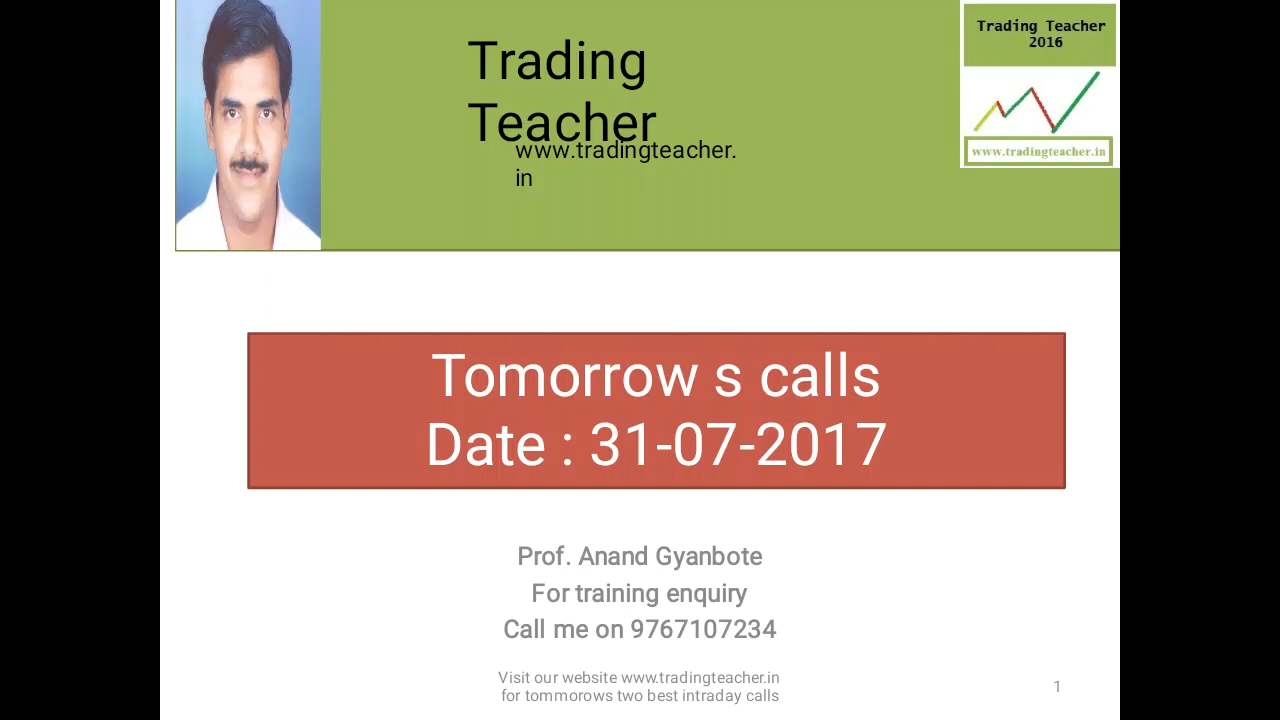 Trading
Teacher
www.tradingteacher.
in
Trading Teacher
2016
www.tradingteacher.in
Tomorrow s calls
Date : 31-07-2017
Prof. Anand Gyanbote
For training enquiry
Call me on 9767107234
Visit our website www.tradingteacher.in
for tommorows two best intraday calls
1